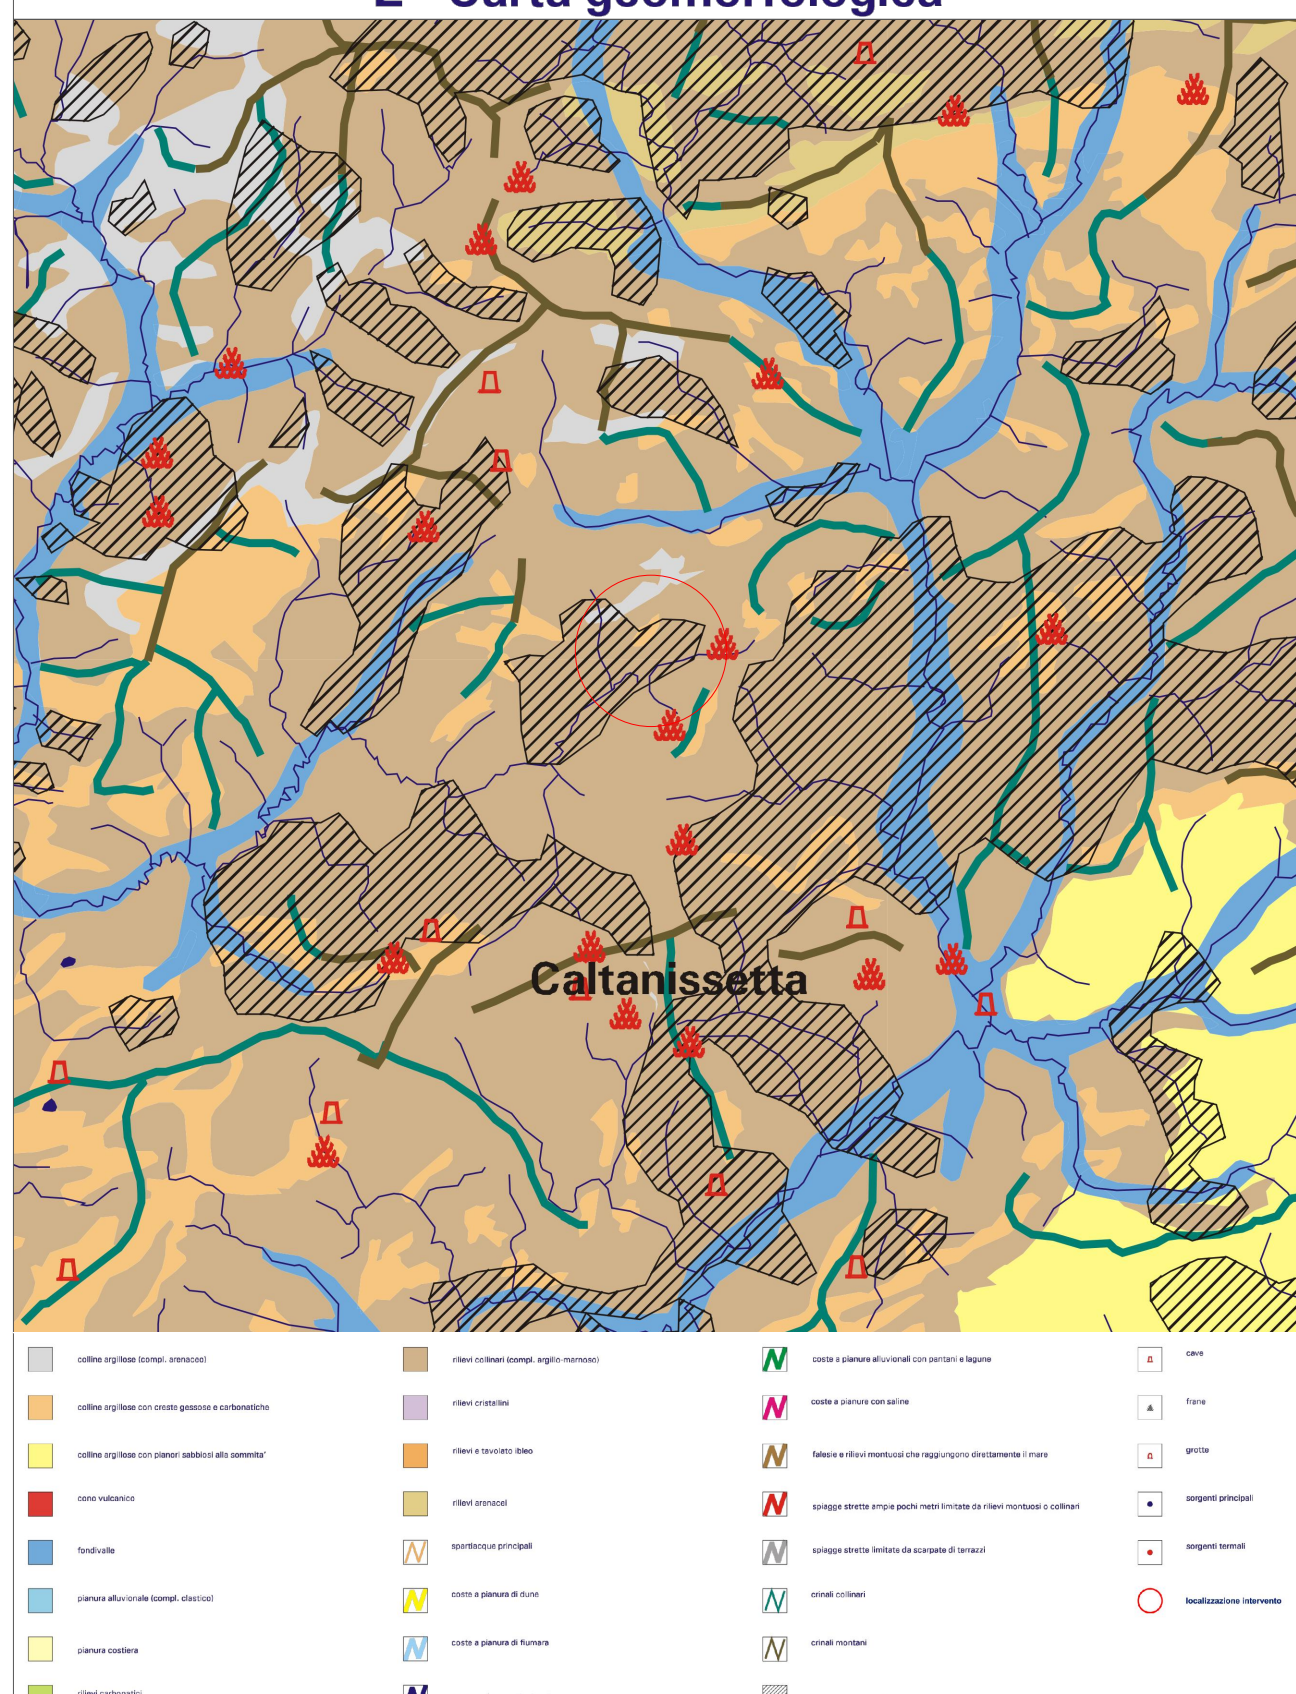 E - Carta geomorfologica
Caltanissetta
colline argillose (compl. arenaceo)
colline argillose con creste gessose e carbonatiche
colline argillose con pianori sabbiosi alla sommita'
cono vulcanico
fondivalle
pianura alluvionale (compl. clastico)
pianura costiera
rilievi carbonatici
rilievi collinari (compl. argillo-marnoso)
rilievi cristallini
rilievi e tavolato ibleo
rilievi arenacei
spartiacque principali
coste a pianura di dune
coste a pianura di fiumara
coste a pianure alluvionali con pantani e lagune
coste a pianure con saline
falesie e rilievi montuosi che raggiungono direttamente il mare
spiagge strette ampie pochi metri limitate da rilievi montuosi o collinari
spiagge strette limitate da scarpate di terrazzi
crinali collinari
crinali montani
cave
frane
grotte
sorgenti principali
sorgenti termali
localizzazione intervento